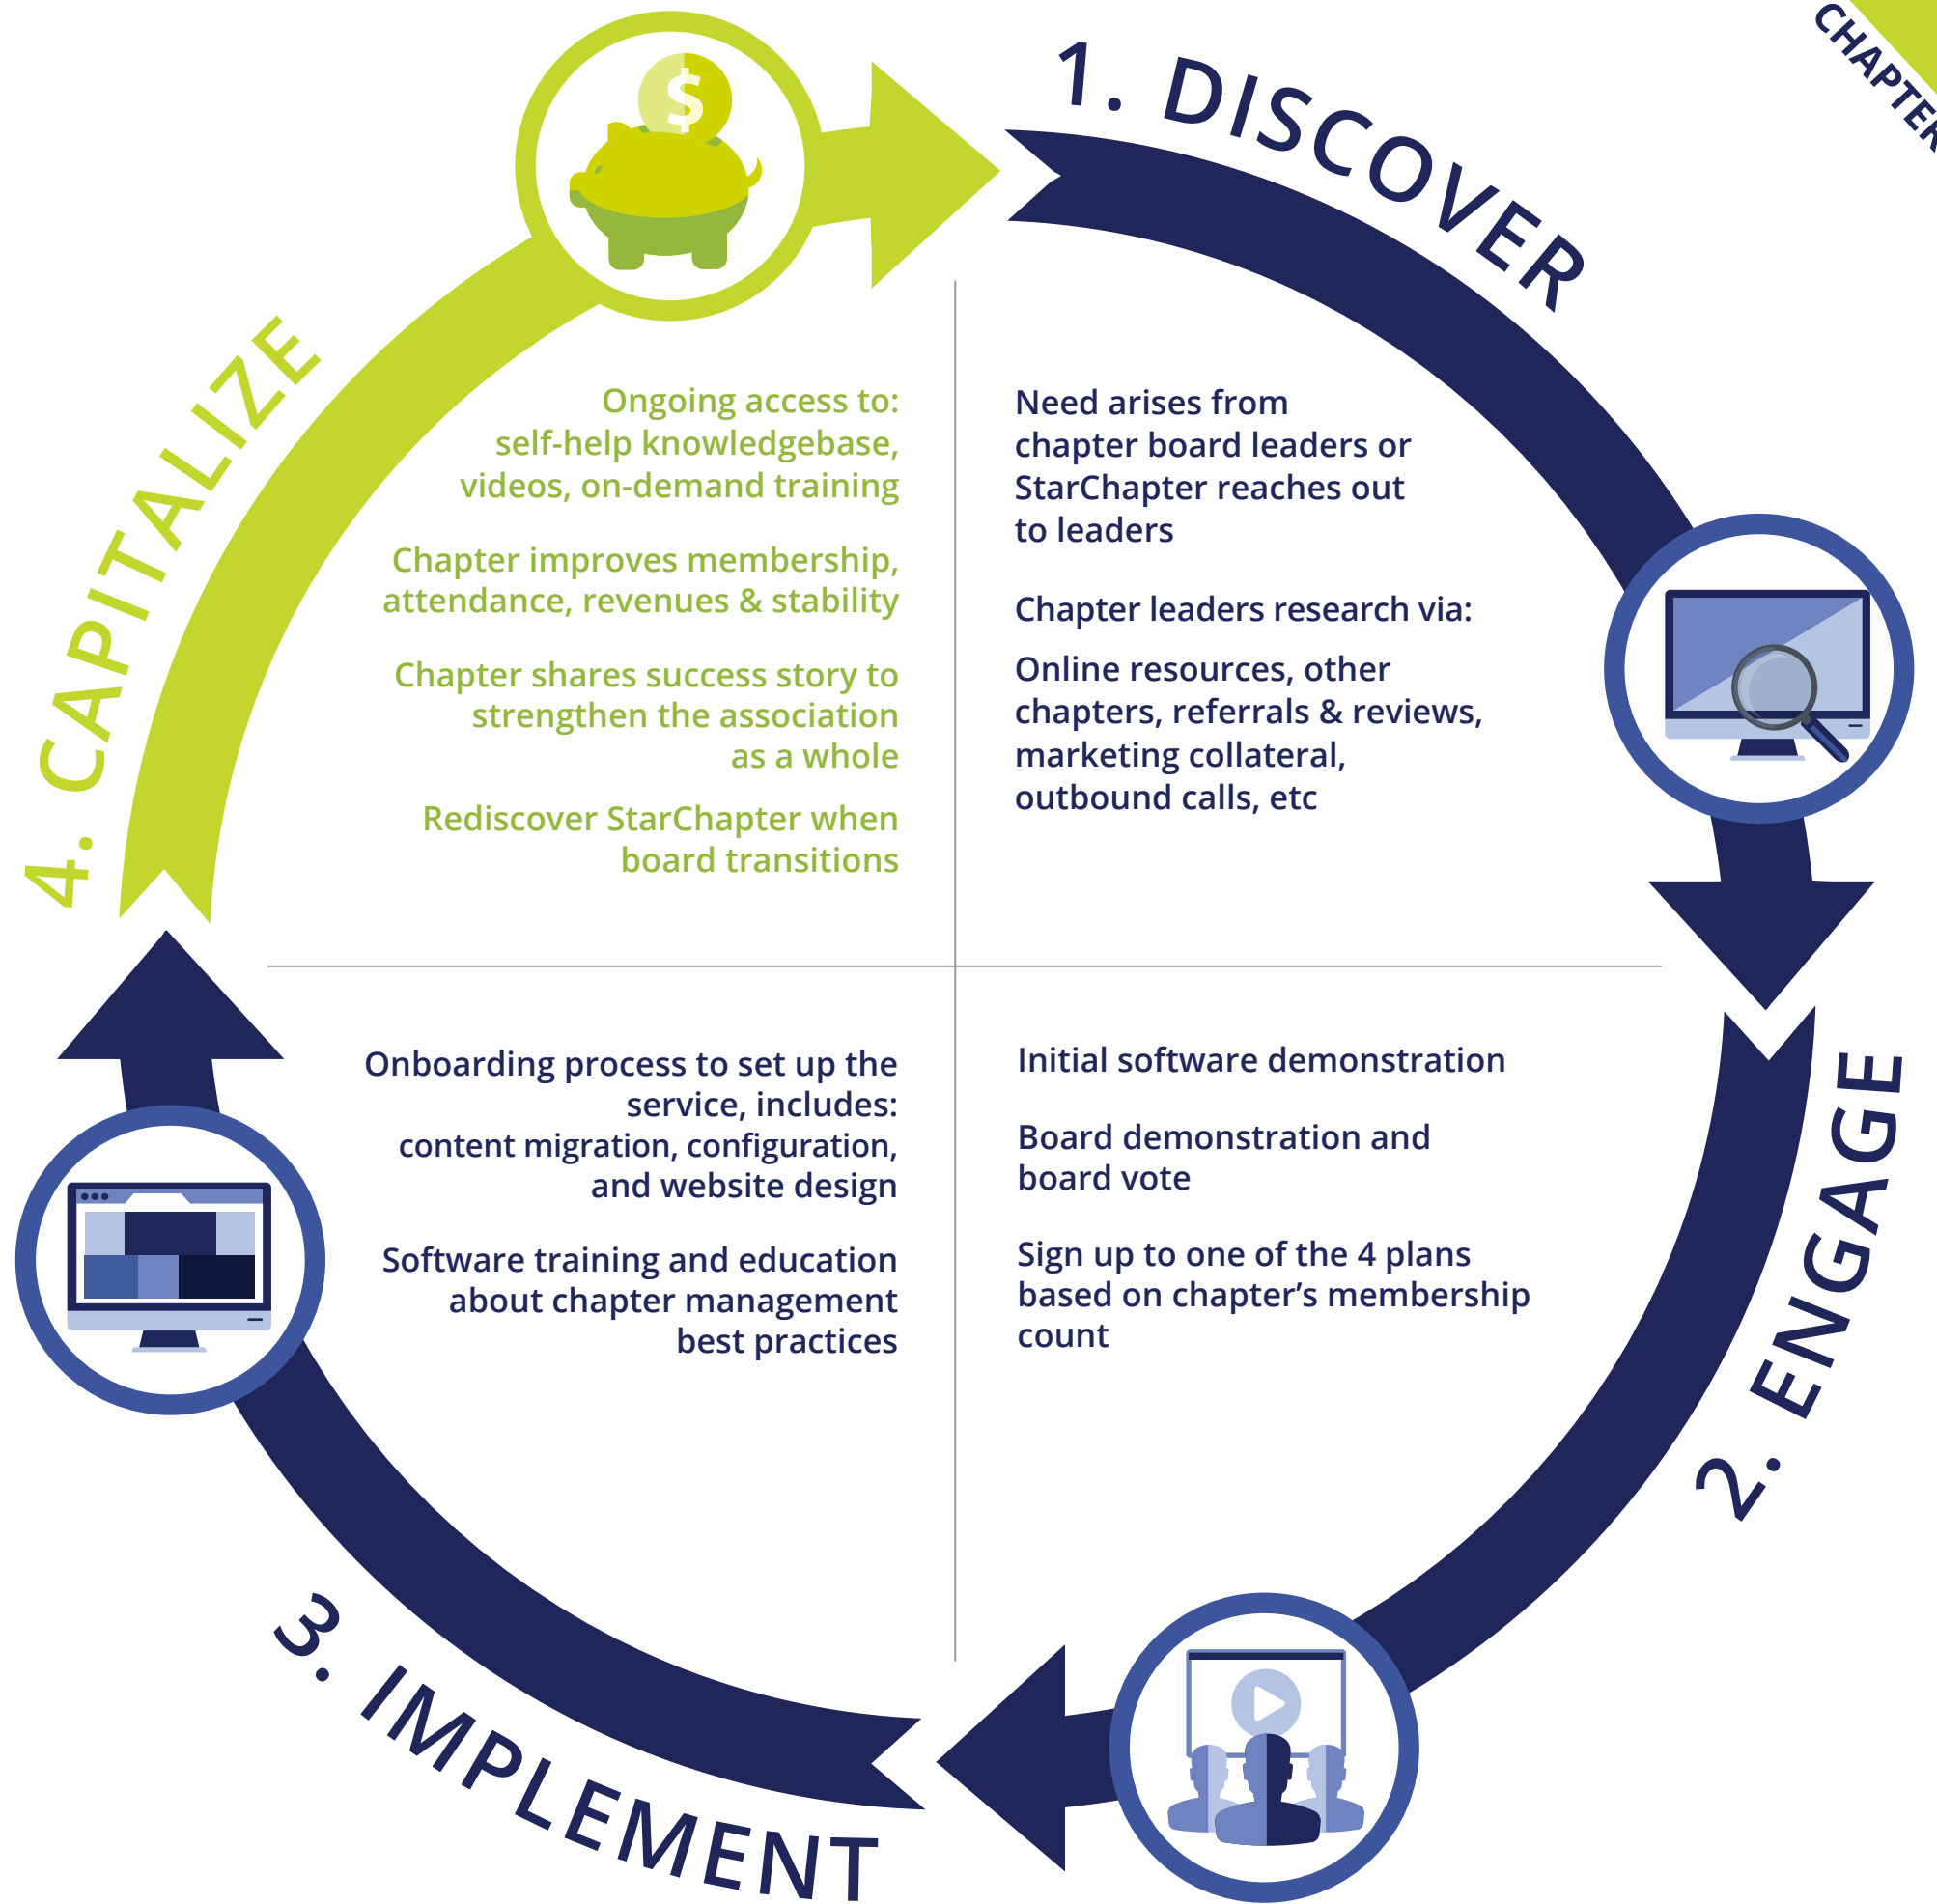 CHAPTER
1. DISCOVER
Need arises from
chapter board leaders or
StarChapter reaches out
to leaders
Chapter leaders research via:
Online resources, other
chapters, referrals & reviews,
marketing collateral,
outbound calls, etc
2. ENGAGE
Initial software demonstration
Board demonstration and
board vote
Sign up to one of the 4 plans
based on chapter’s membership
count
3. IMPLEMENT
Onboarding process to set up the
service, includes:
content migration, configuration,
and website design
Software training and education
about chapter management
best practices
4. CAPITALIZE
$
Ongoing access to:
self-help knowledgebase,
videos, on-demand training
Chapter improves membership,
attendance, revenues & stability
Chapter shares success story to
strengthen the association
as a whole
Rediscover StarChapter when
board transitions